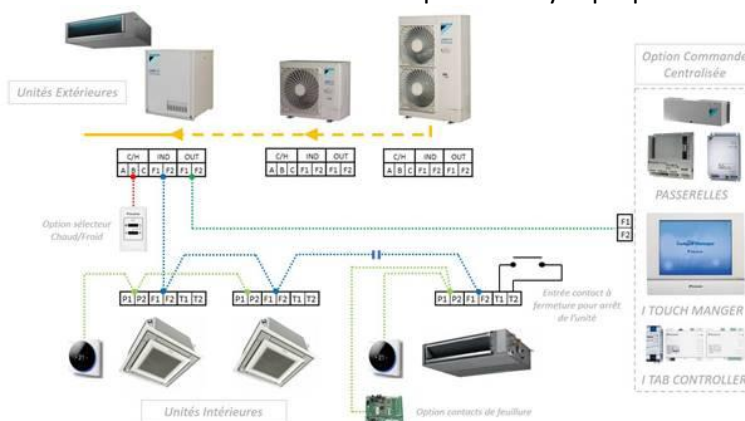 Option Commande
Centralisée
Unités Extérieures
C/H IND OUT
A B C F1 F2 F1 F2
C/H IND OUT
A B C F1 F2 F1 F2
C/H IND OUT
A B C F1 F2 F1 F2
PASSERELLES
Option sélecteur
Chaud/Froid
F1
F2
P1 P2 F1 F2 T1 T2
P1 P2 F1 F2 T1 T2
P1 P2 F1 F2 T1 T2
Entrée contact à
fermeture pour arrêt
de l'unité
I TOUCH MANGER
I TAB CONTROLLER
Unités Intérieures
Option contacts de feuillure